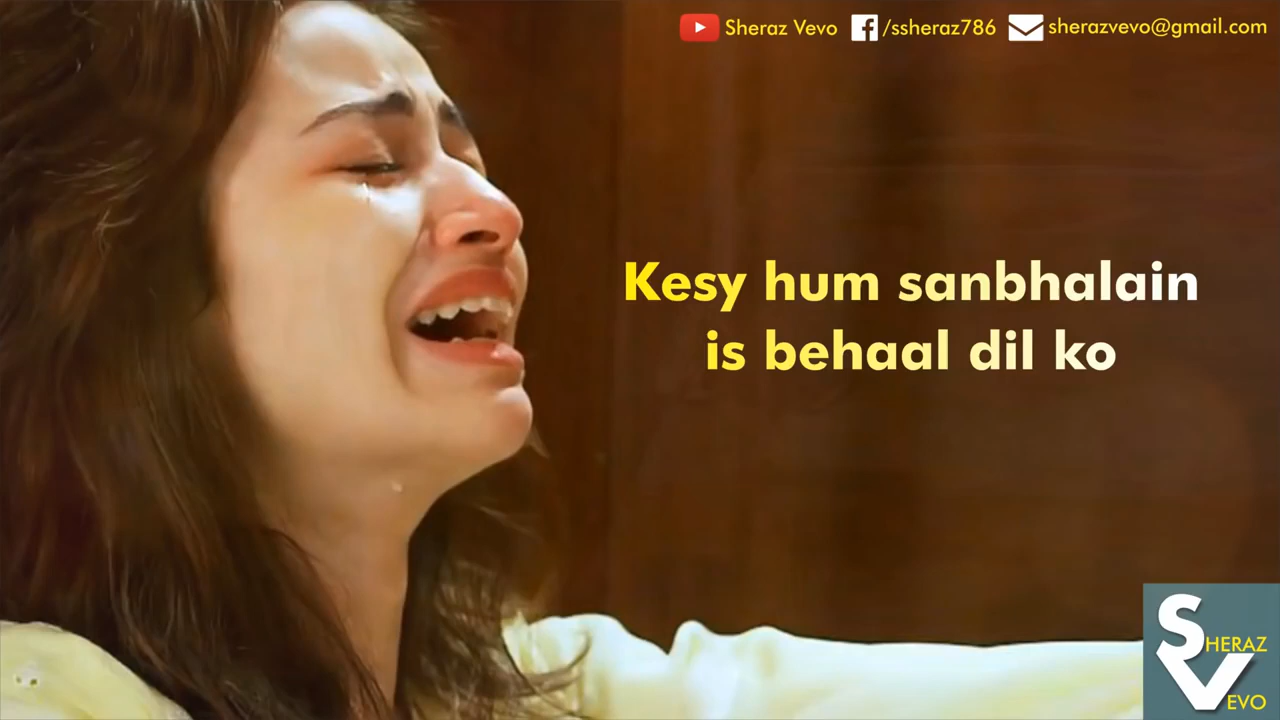 Sheraz Vevo /ssheraz786 sherazvevo@gmail.com
Kesy hum sanbhalain
is behaal dil ko
SHERAZ
VEVO